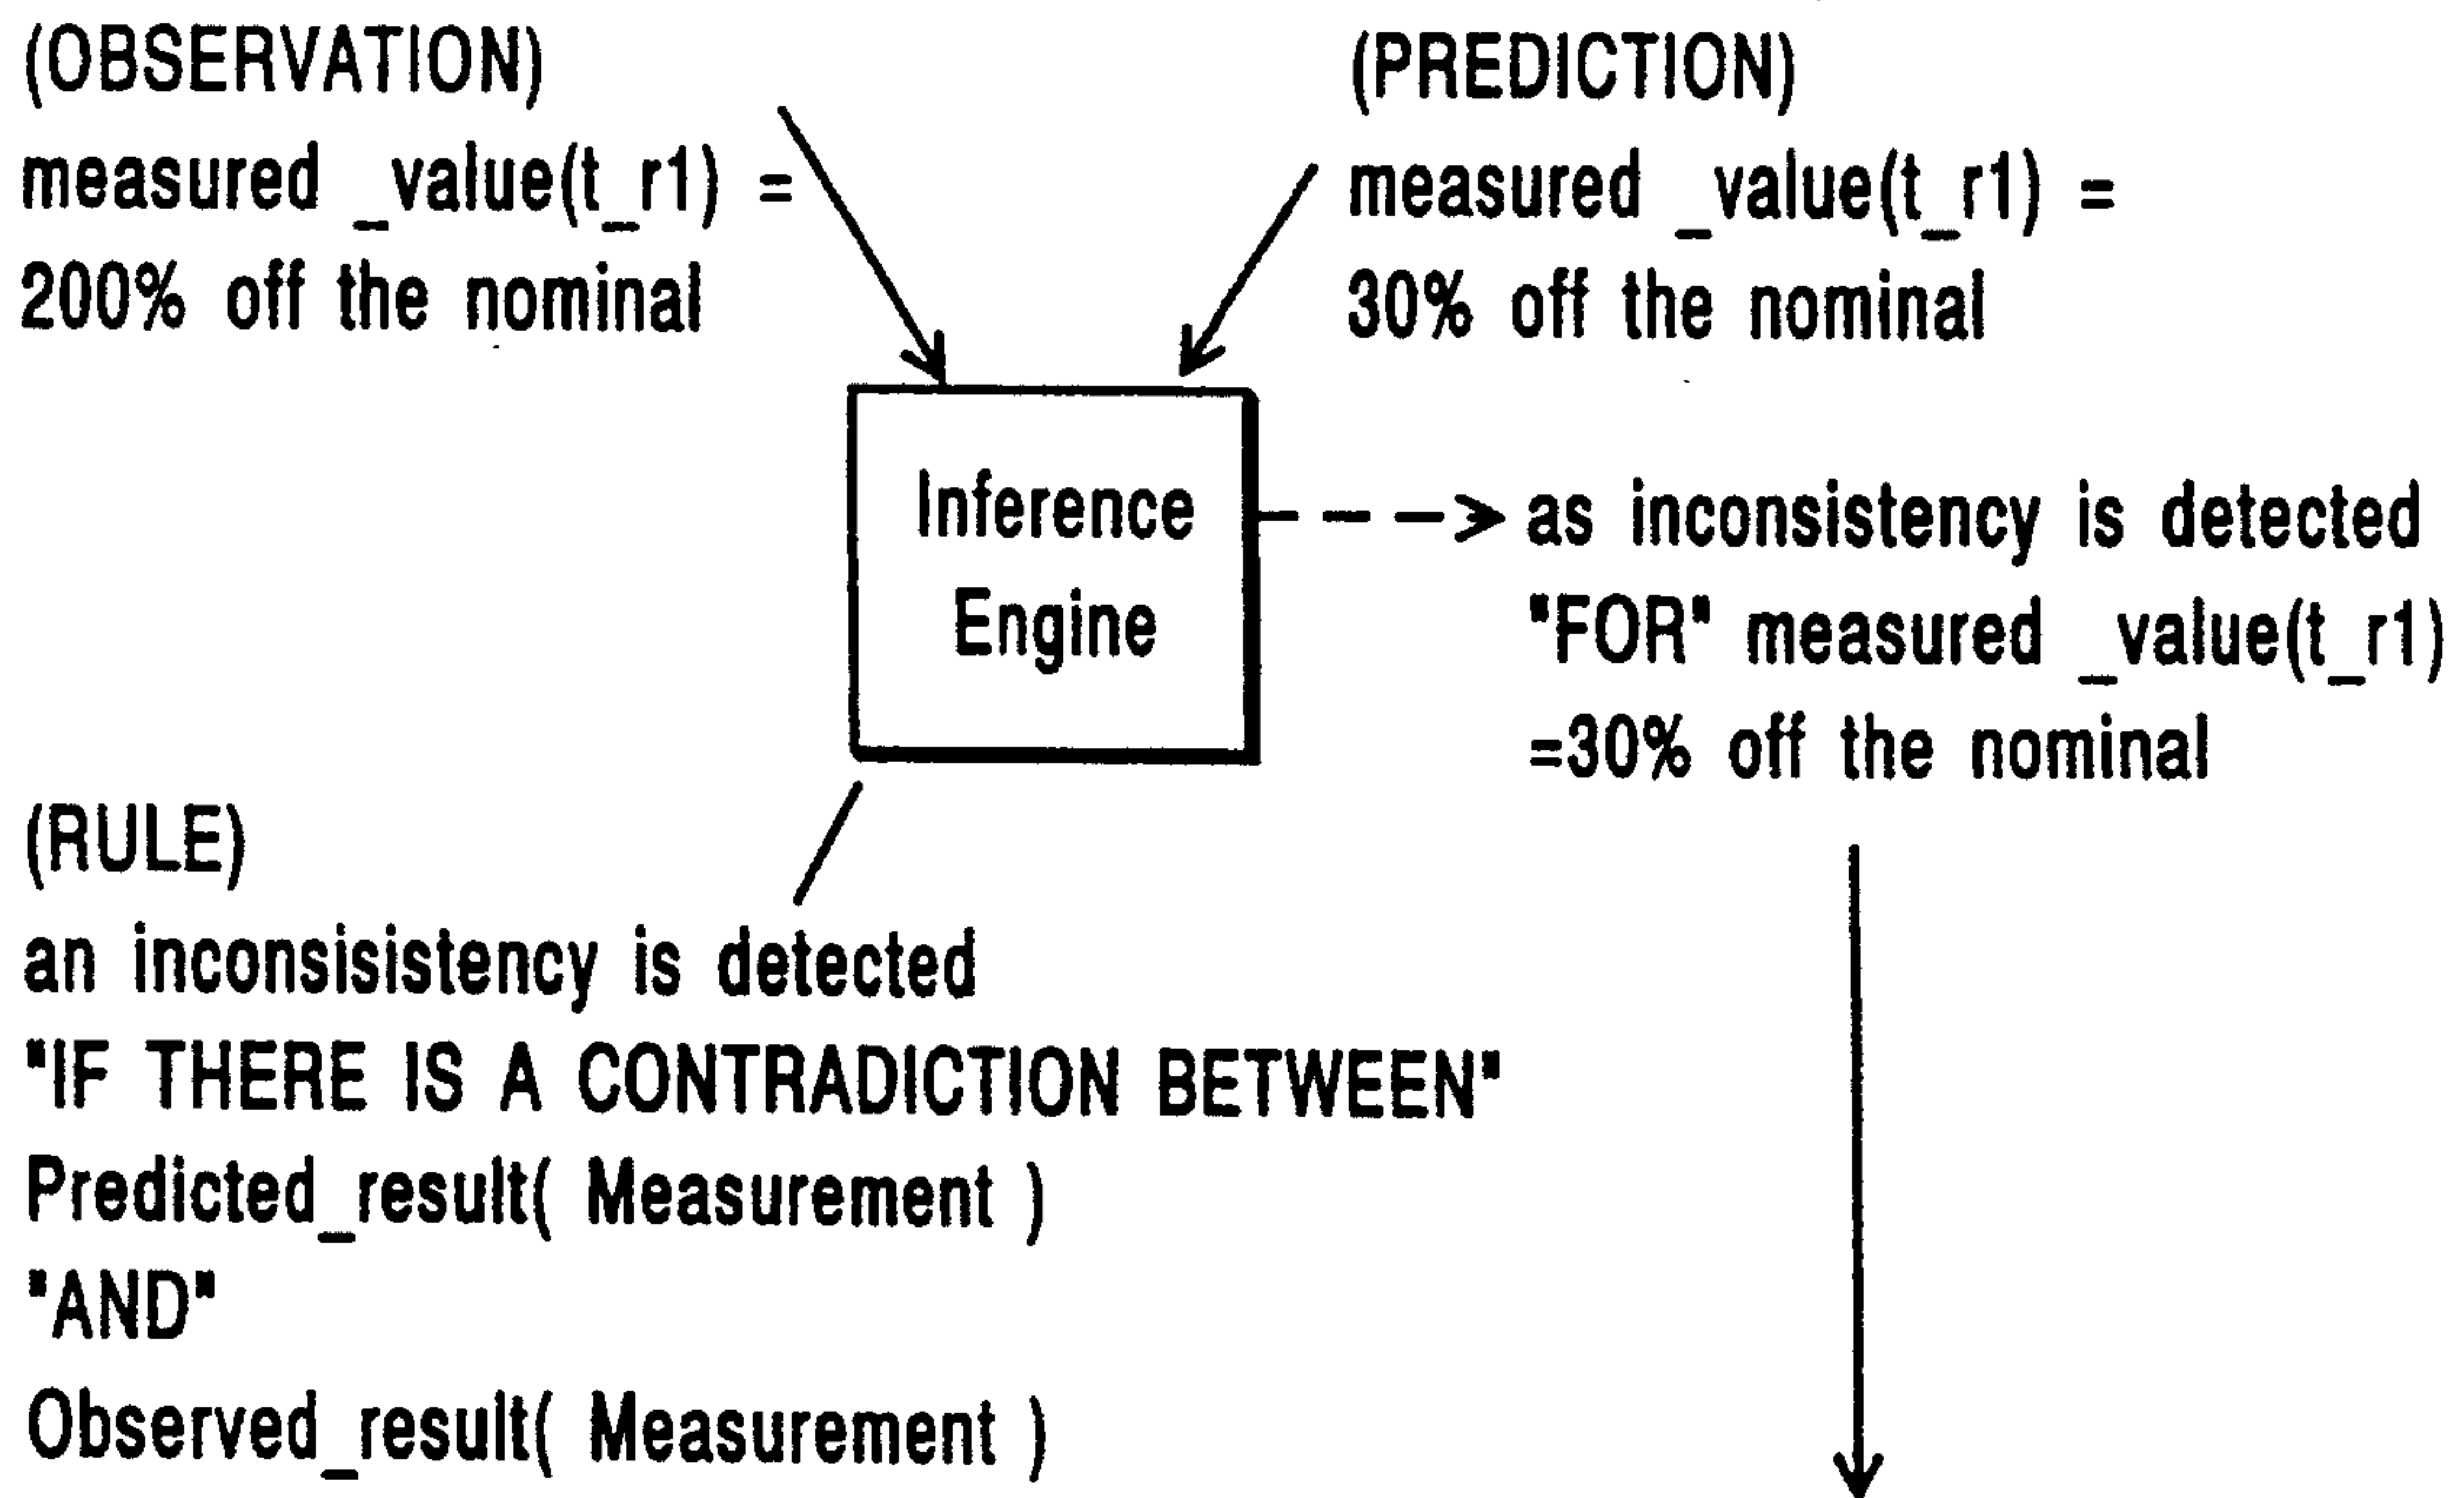 (OBSERVATION)
measured _value(t_r1) =
200% off the nominal
(PREDICTION)
measured _value(t_r1) =
30% off the nominal
Inference
Engine
as inconsistency is detected
"FOR" measured _value(t_r1)
=30% off the nominal
(RULE)
an inconsisistency is detected
"IF THERE IS A CONTRADICTION BETWEEN"
Predicted_result( Measurement )
"AND"
Observed_result( Measurement )